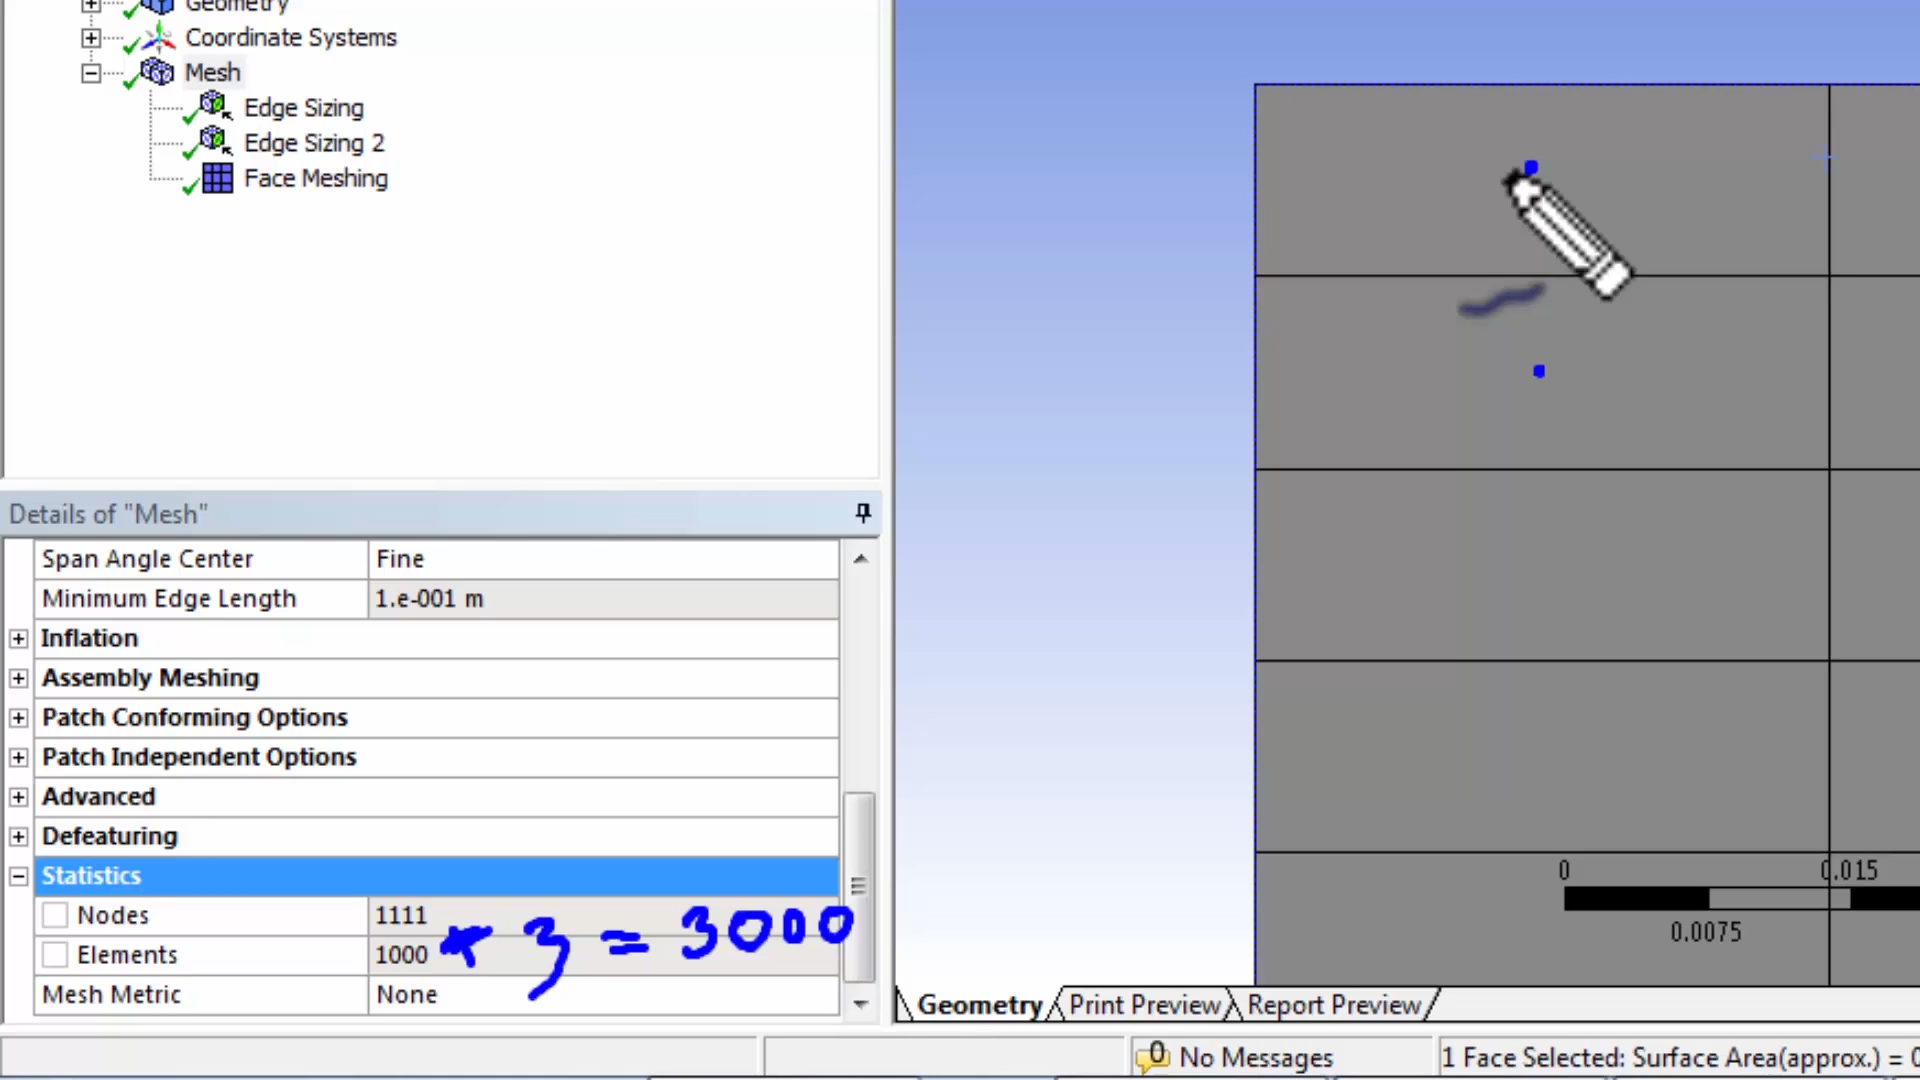 Geometry
Coordinate Systems
Mesh
Edge Sizing
Edge Sizing 2
Face Meshing
Details of "Mesh"
Span Angle Center Fine
Minimum Edge Length 1.e-001 m
Inflation
Assembly Meshing
Patch Conforming Options
Patch Independent Options
Advanced
Defeaturing
Statistics
Nodes 1111
Elements 1000 * 3 = 3000
Mesh Metric None
0 0.015
0.0075
Geometry Print Preview Report Preview
0 No Messages 1 Face Selected: Surface Area(approx.) = 0